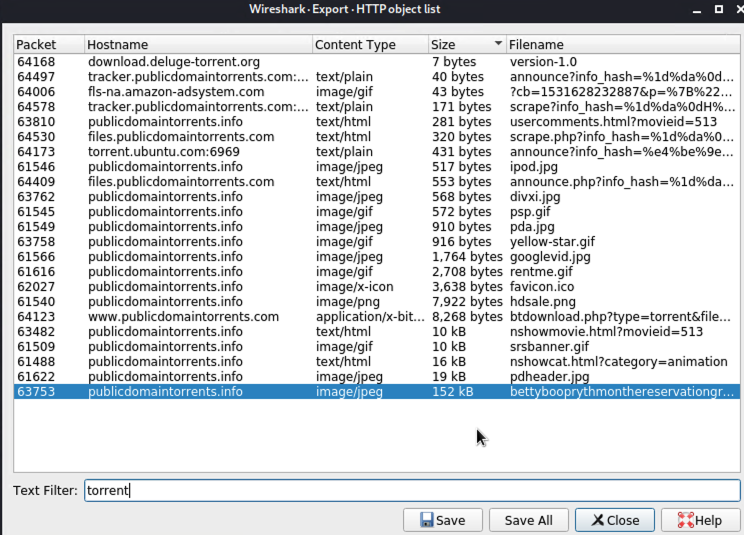 Wireshark · Export · HTTP object list
Packet Hostname Content Type Size Filename
64168 download.deluge-torrent.org 7 bytes version-1.0
64497 tracker.publicdomaintorrents.com:... text/plain 40 bytes announce?info_hash=%1d%da%0d...
64006 fls-na.amazon-adsystem.com image/gif 43 bytes ?cb=1531628232887&p=%7B%22...
64578 tracker.publicdomaintorrents.com:... text/plain 171 bytes scrape?info_hash=%1d%da%0dH%...
63810 publicdomaintorrents.info text/html 281 bytes usercomments.html?movieid=513
64530 files.publicdomaintorrents.com text/html 320 bytes scrape.php?info_hash=%1d%da%0...
64173 torrent.ubuntu.com:6969 text/plain 431 bytes announce?info_hash=%e4%be%9e...
61546 publicdomaintorrents.info image/jpeg 517 bytes ipod.jpg
64409 files.publicdomaintorrents.com text/html 553 bytes announce.php?info_hash=%1d%da...
63762 publicdomaintorrents.info image/jpeg 568 bytes divxi.jpg
61545 publicdomaintorrents.info image/gif 572 bytes psp.gif
61549 publicdomaintorrents.info image/jpeg 910 bytes pda.jpg
63758 publicdomaintorrents.info image/gif 916 bytes yellow-star.gif
61566 publicdomaintorrents.info image/jpeg 1,764 bytes googlevid.jpg
61616 publicdomaintorrents.info image/gif 2,708 bytes rentme.gif
62027 publicdomaintorrents.info image/x-icon 3,638 bytes favicon.ico
61540 publicdomaintorrents.info image/png 7,922 bytes hdsale.png
64123 www.publicdomaintorrents.com application/x-bit... 8,268 bytes btdownload.php?type=torrent&file...
63482 publicdomaintorrents.info text/html 10 kB nshowmovie.html?movieid=513
61509 publicdomaintorrents.info image/gif 10 kB srsbanner.gif
61488 publicdomaintorrents.info text/html 16 kB nshowcat.html?category=animation
61622 publicdomaintorrents.info image/jpeg 19 kB pdheader.jpg
63753 publicdomaintorrents.info image/jpeg 152 kB bettybooprythmonthereservationgr...
Text Filter: torrent
Save Save All Close Help